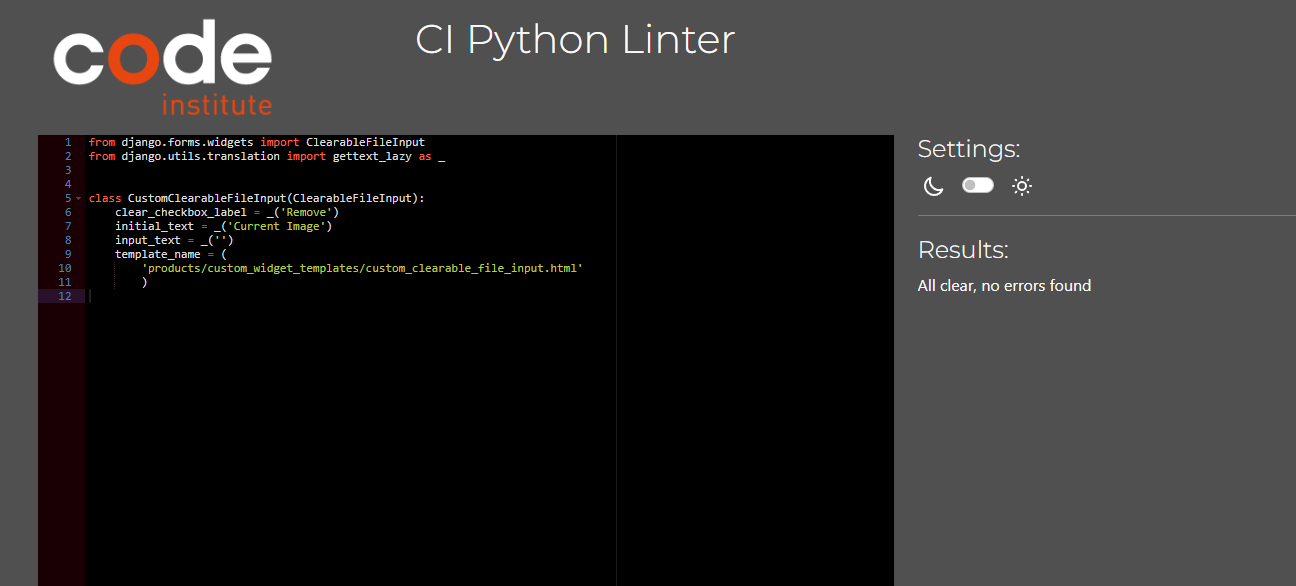 code
institute
CI Python Linter
1 from django.forms.widgets import ClearableFileInput
2 from django.utils.translation import gettext_lazy as _
3
4
5 class CustomClearableFileInput(ClearableFileInput):
6     clear_checkbox_label = _('Remove')
7     initial_text = _('Current Image')
8     input_text = _('')
9     template_name = (
10         'products/custom_widget_templates/custom_clearable_file_input.html'
11         )
12
Settings:
Results:
All clear, no errors found